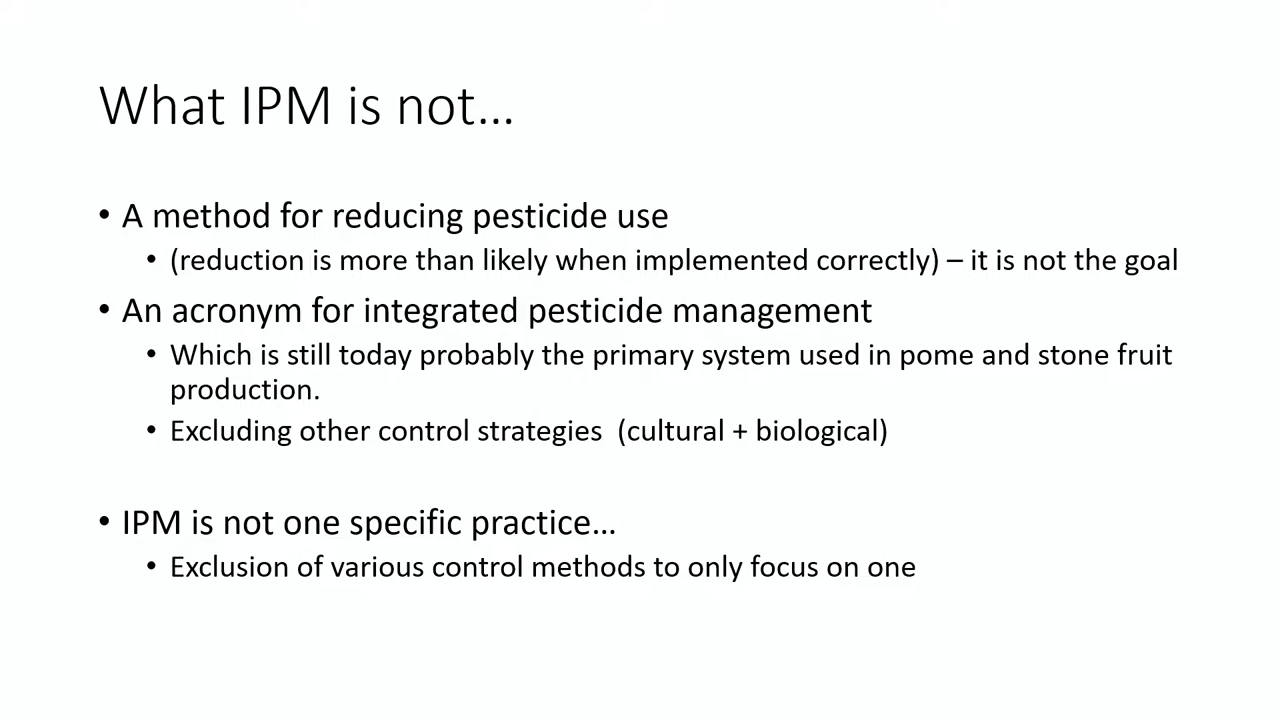 What IPM is not...
• A method for reducing pesticide use
• (reduction is more than likely when implemented correctly) – it is not the goal
• An acronym for integrated pesticide management
• Which is still today probably the primary system used in pome and stone fruit
production.
• Excluding other control strategies  (cultural + biological)
• IPM is not one specific practice...
• Exclusion of various control methods to only focus on one